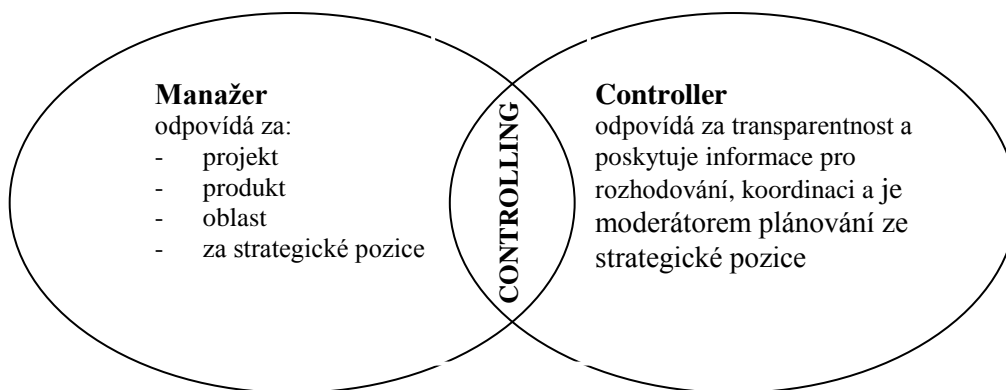 Manažer
odpovídá za:
- projekt
- produkt
- oblast
- za strategické pozice
CONTROLLING
Controller
odpovídá za transparentnost a
poskytuje informace pro
rozhodování, koordinaci a je
moderátorem plánování ze
strategické pozice